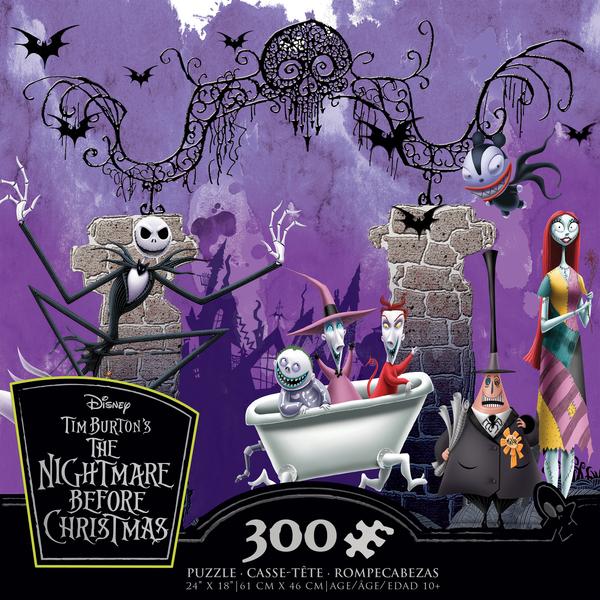 Disney
TIM BURTON'S
THE
NIGHTMARE
BEFORE
CHRISTMAS
300
PUZZLE · CASSE-TÊTE · ROMPECABEZAS
24" X 18"|61 CM X 46 CM|AGE/ÂGE/EDAD 10+